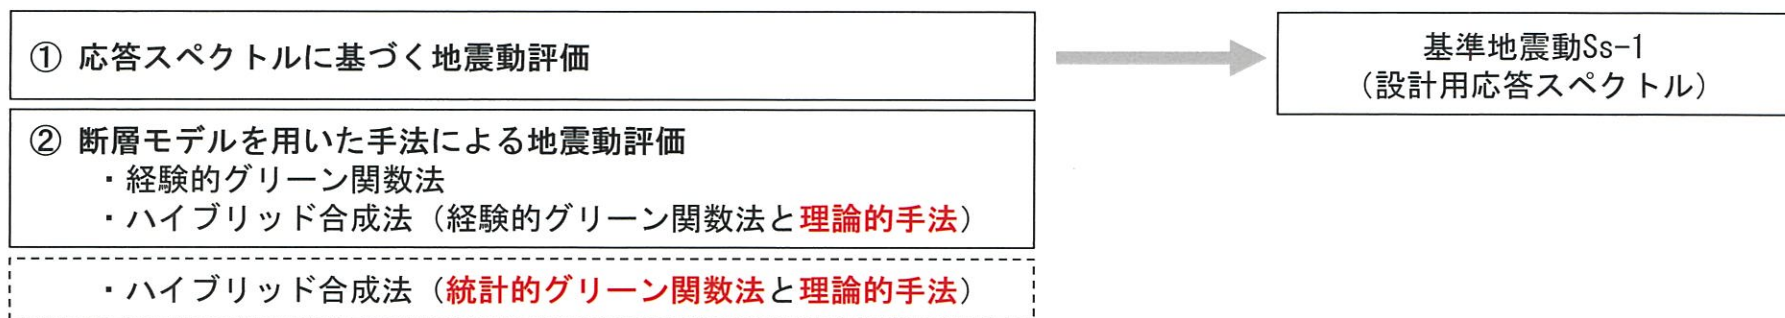 ① 応答スペクトルに基づく地震動評価
基準地震動Ss-1
（設計用応答スペクトル）
② 断層モデルを用いた手法による地震動評価
・経験的グリーン関数法
・ハイブリッド合成法（経験的グリーン関数法と理論的手法）
・ハイブリッド合成法（統計的グリーン関数法と理論的手法）